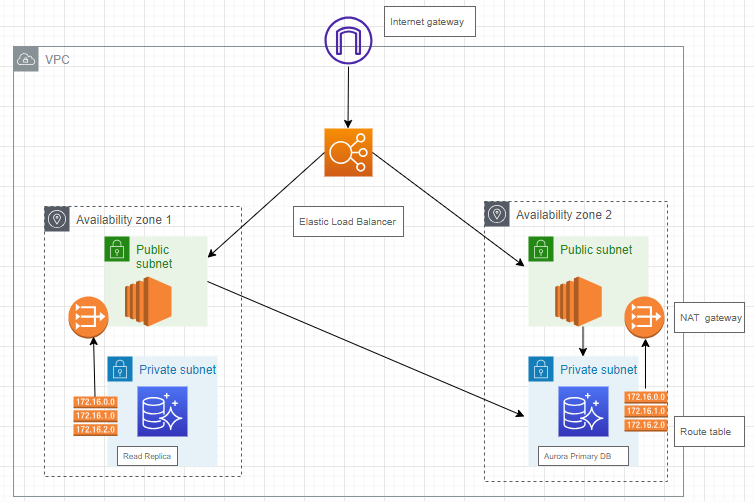 Internet gateway
VPC
Elastic Load Balancer
Availability zone 1
Public
subnet
Private subnet
172.16.0.0
172.16.1.0
172.16.2.0
Read Replica
Availability zone 2
Public subnet
NAT gateway
Private subnet
172.16.0.0
172.16.1.0
172.16.2.0
Route table
Aurora Primary DB